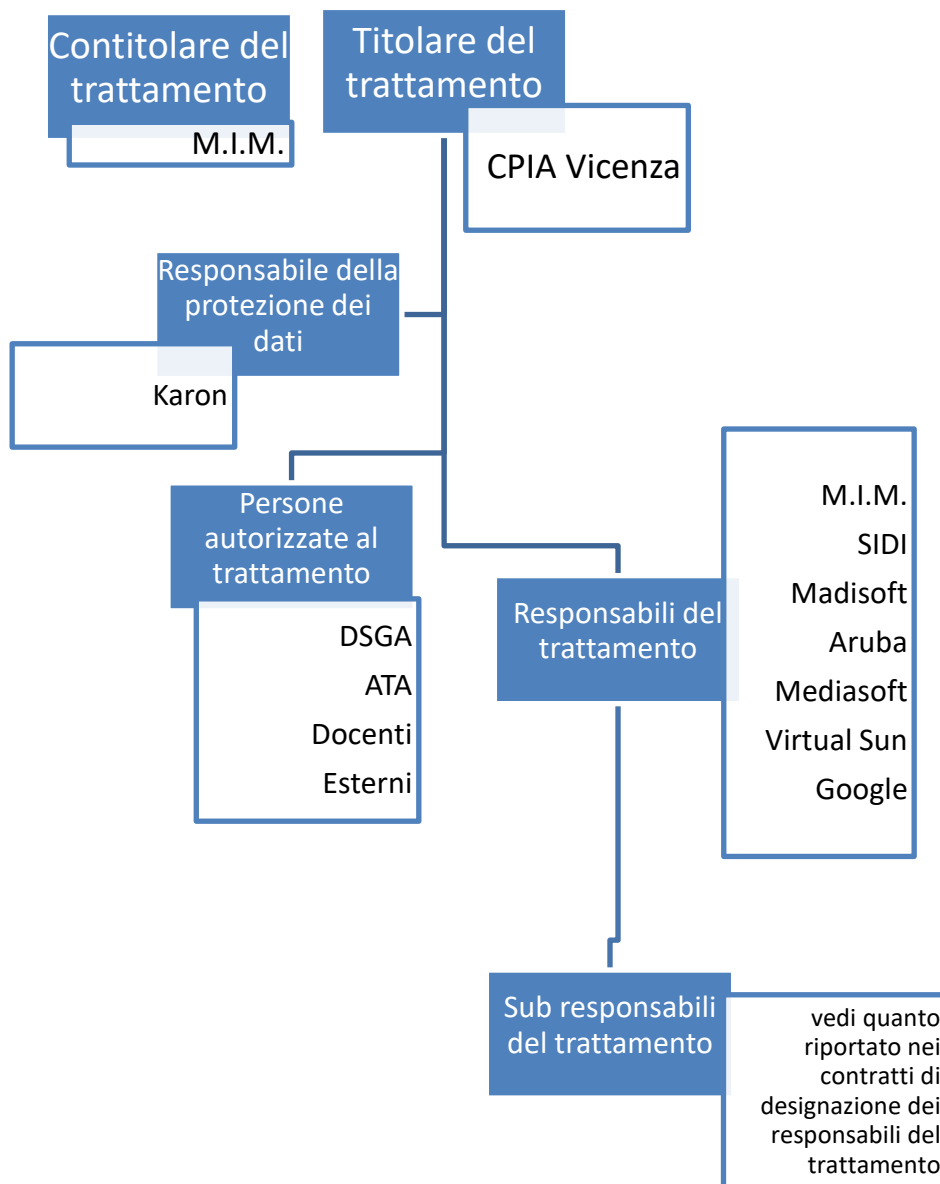 Contitolare del
trattamento
M.I.M.
Titolare del
trattamento
CPIA Vicenza
Responsabile della
protezione dei
dati
Karon
Persone
autorizzate al
trattamento
DSGA
ATA
Docenti
Esterni
Responsabili del
trattamento
M.I.M.
SIDI
Madisoft
Aruba
Mediasoft
Virtual Sun
Google
Sub responsabili
del trattamento
vedi quanto
riportato nei
contratti di
designazione dei
responsabili del
trattamento